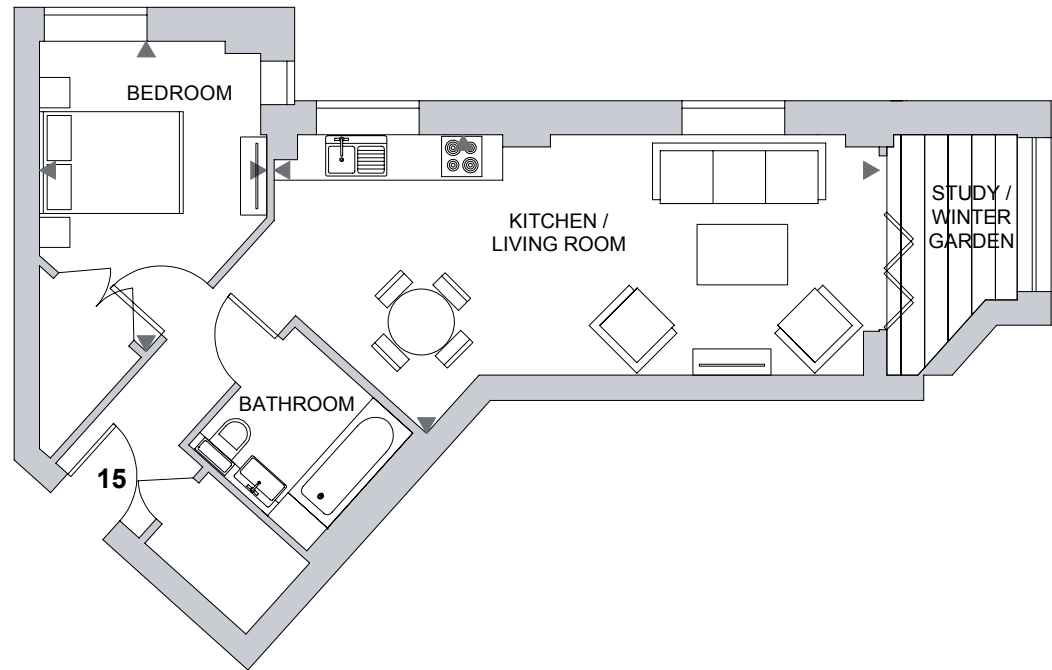 BEDROOM
KITCHEN /
LIVING ROOM
STUDY /
WINTER
GARDEN
BATHROOM
15